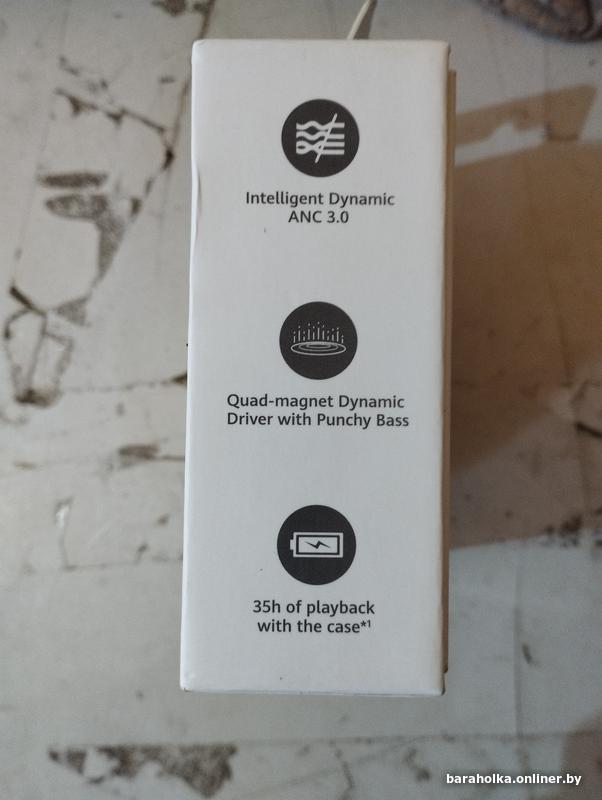 Intelligent Dynamic
ANC 3.0
Quad-magnet Dynamic
Driver with Punchy Bass
35h of playback
with the case*¹
baraholka.onliner.by